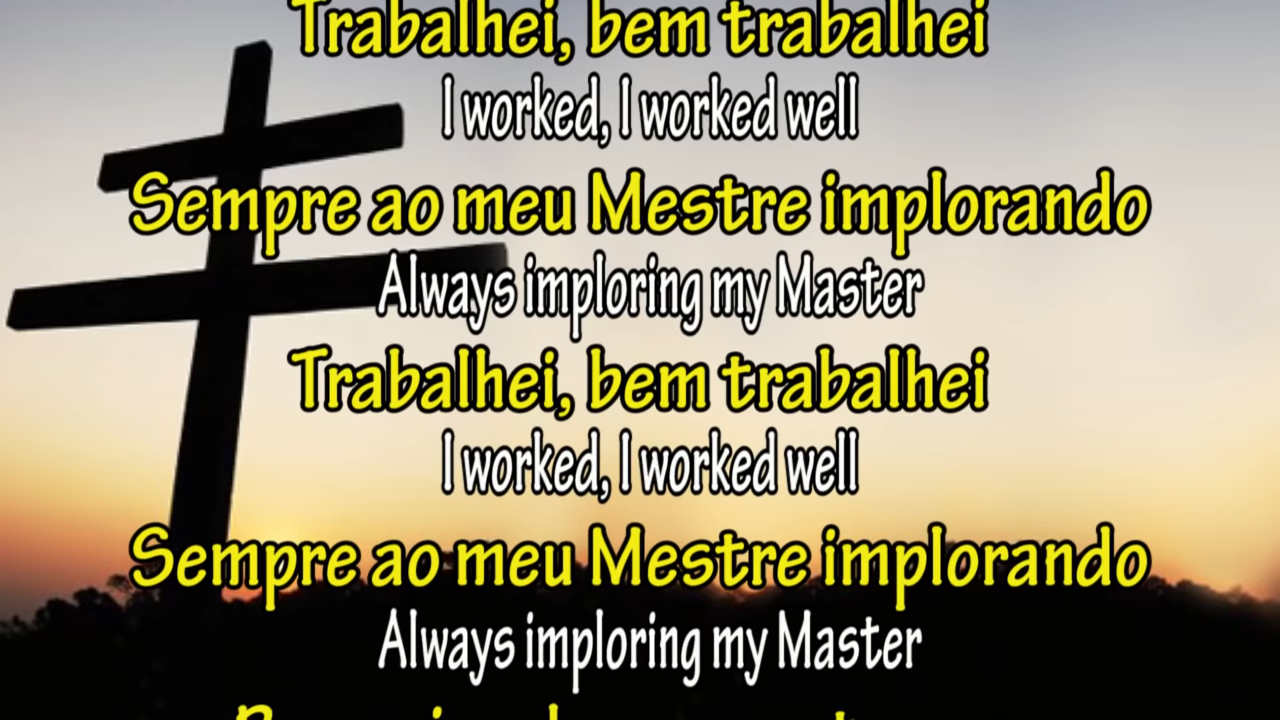 Trabalhei, bem trabalhei
I worked, I worked well
Sempre ao meu Mestre implorando
Always imploring my Master
Trabalhei, bem trabalhei
I worked, I worked well
Sempre ao meu Mestre implorando
Always imploring my Master